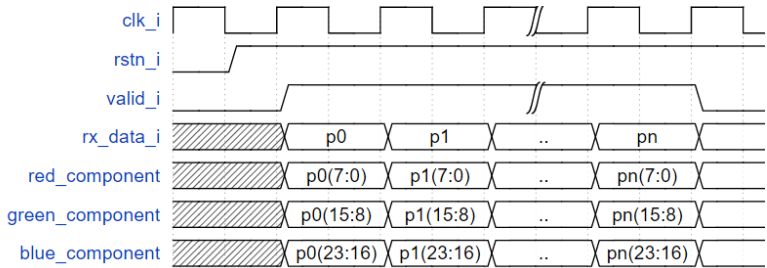 clk_i
rstn_i
valid_i
rx_data_i p0 p1 .. pn
red_component p0(7:0) p1(7:0) .. pn(7:0)
green_component p0(15:8) p1(15:8) .. pn(15:8)
blue_component p0(23:16) p1(23:16) .. pn(23:16)